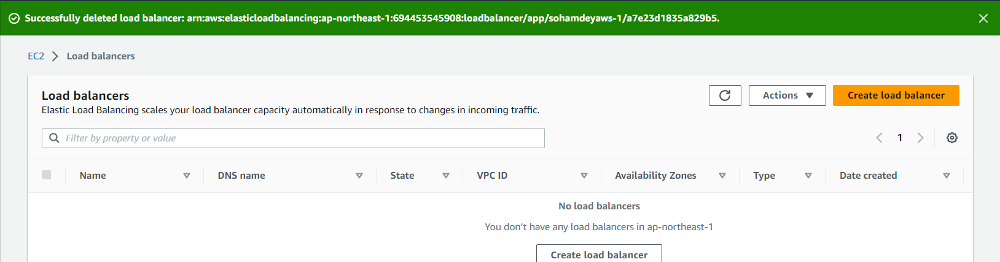 Successfully deleted load balancer: arn:aws:elasticloadbalancing:ap-northeast-1:694453545908:loadbalancer/app/sohamdeyaws-1/a7e23d1835a829b5.
EC2 Load balancers
Load balancers
Actions
Create load balancer
Elastic Load Balancing scales your load balancer capacity automatically in response to changes in incoming traffic.
Filter by property or value
1
Name DNS name State VPC ID Availability Zones Type Date created
No load balancers
You don’t have any load balancers in ap-northeast-1
Create load balancer